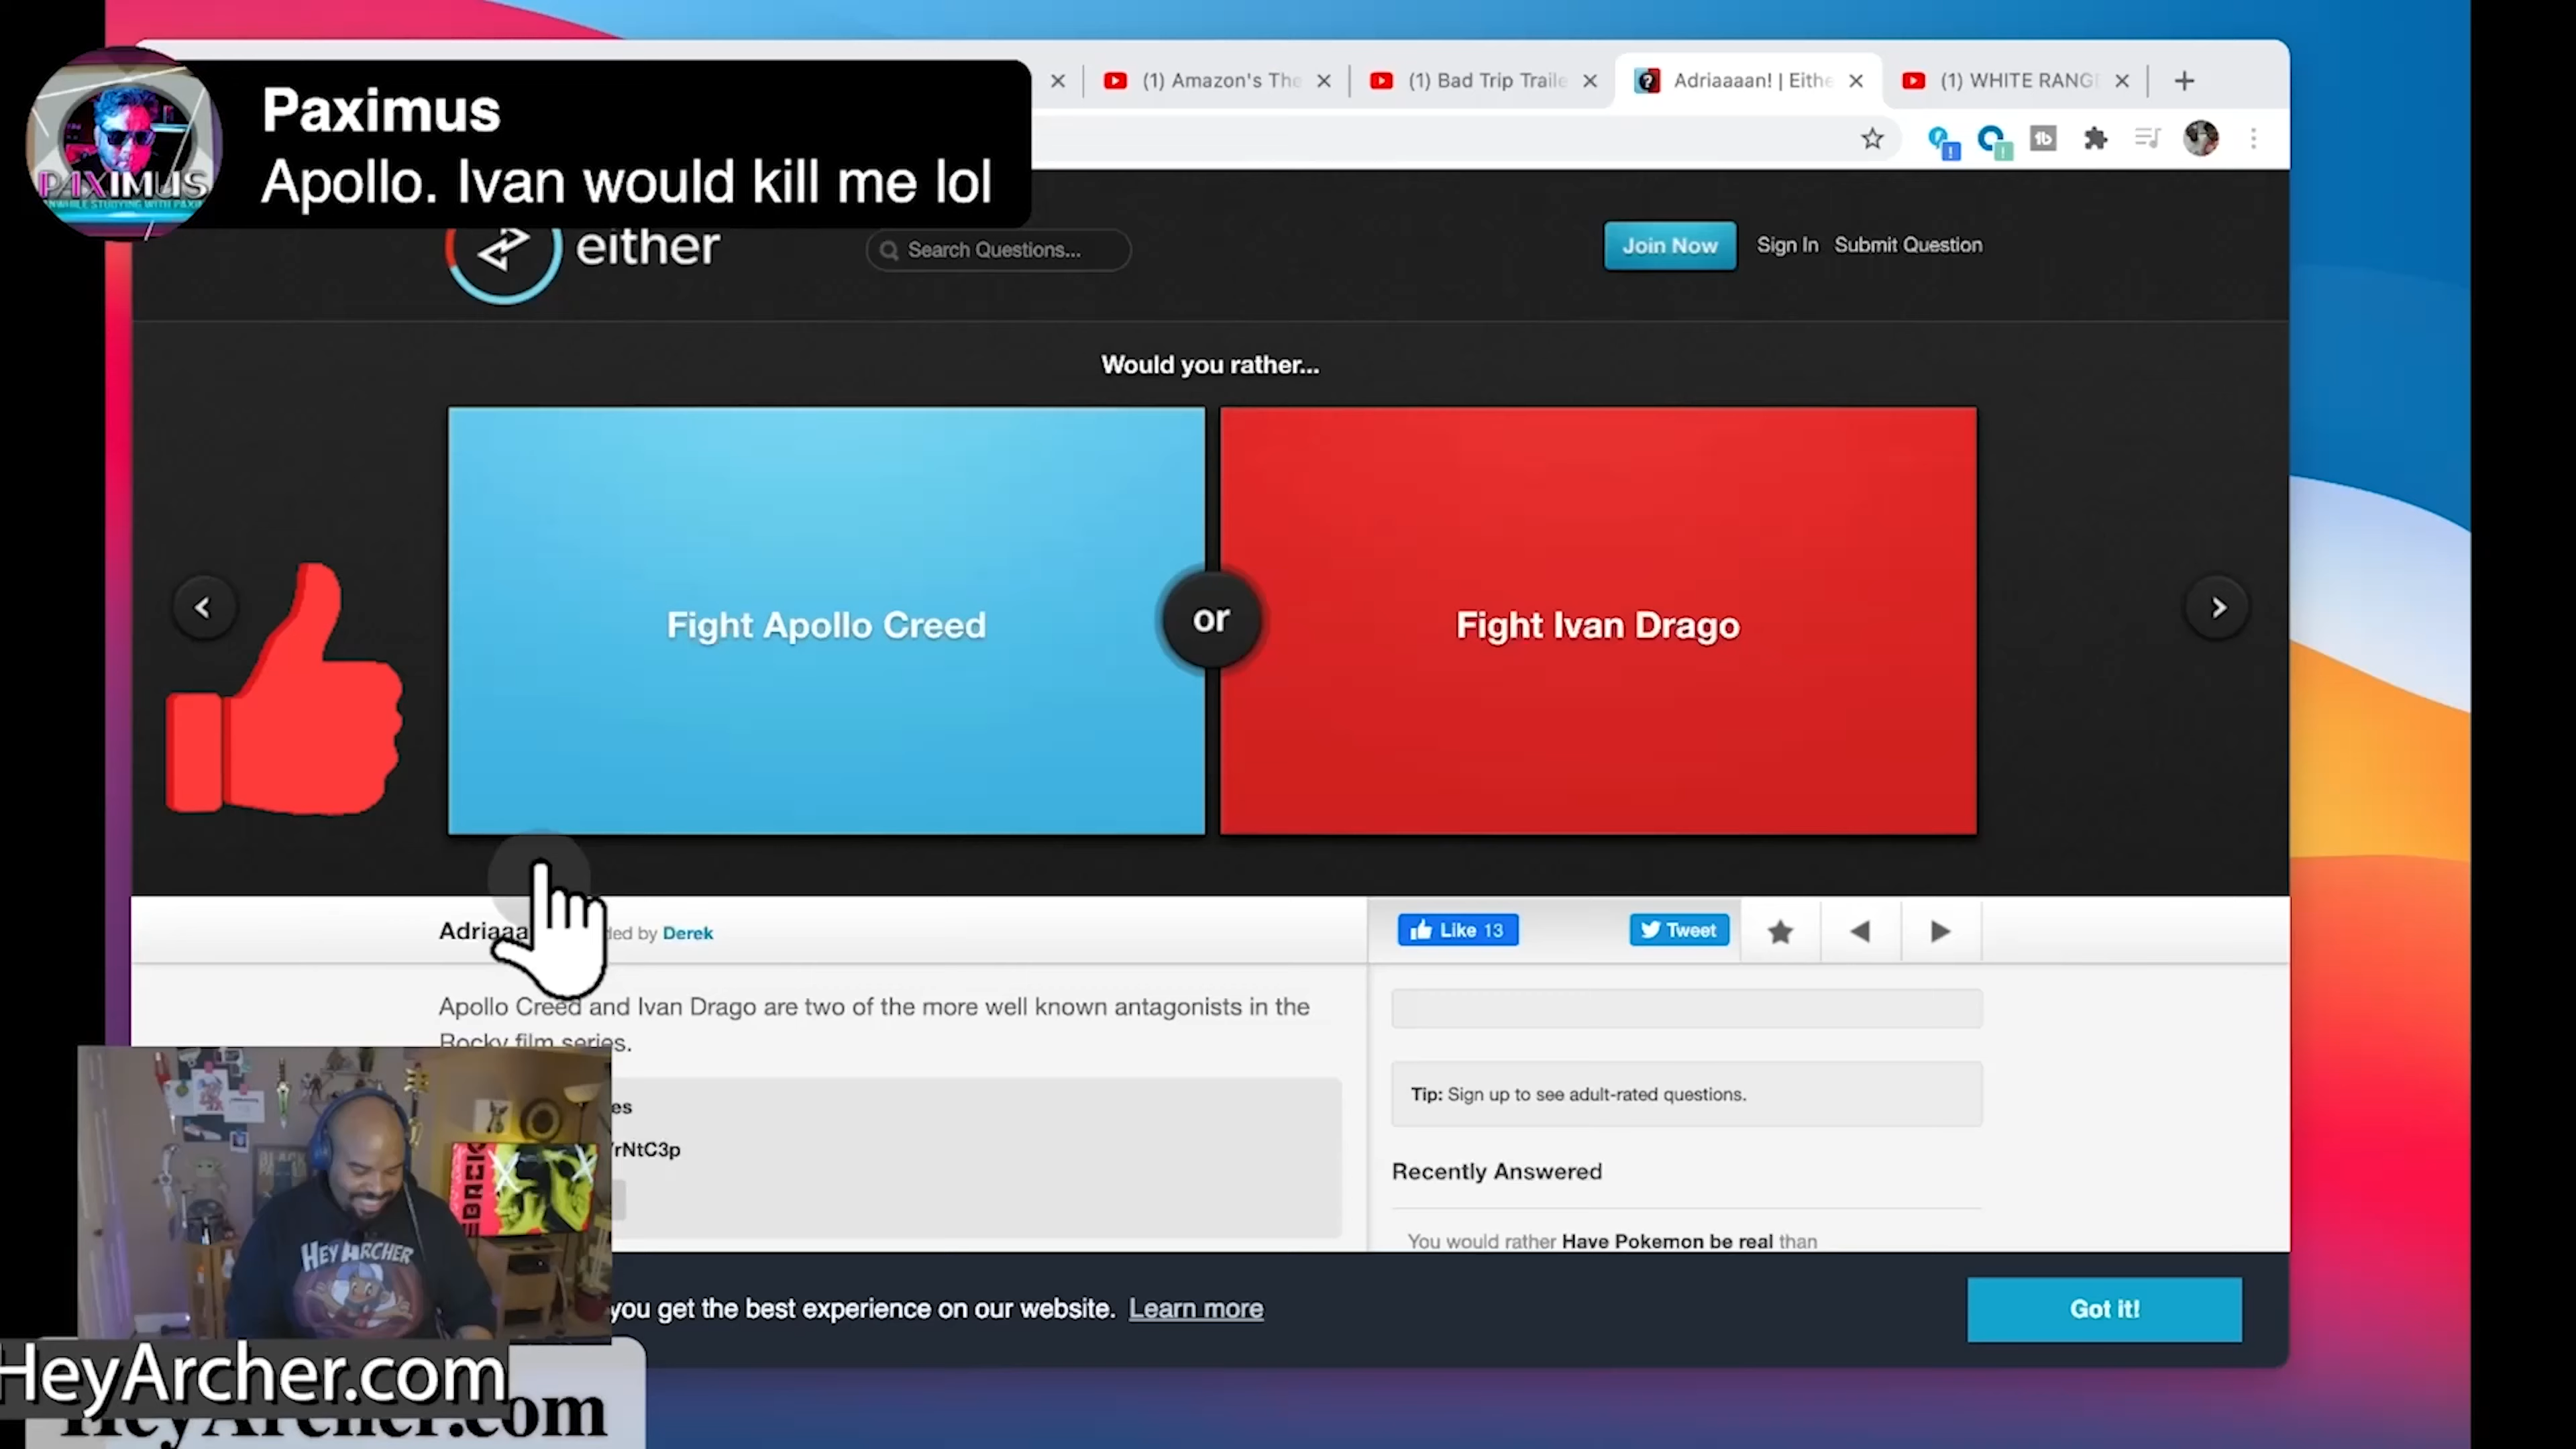 Paximus
Apollo. Ivan would kill me lol
PAXIMUS
(1) Amazon's The
(1) Bad Trip Traile
Adriaaaan! | Eithe
(1) WHITE RANG
either
Search Questions...
Join Now
Sign In
Submit Question
Would you rather...
Fight Apollo Creed
or
Fight Ivan Drago
Adriaaa
ded by Derek
Like 13
Tweet
Apollo Creed and Ivan Drago are two of the more well known antagonists in the
Rocky film series.
Tip: Sign up to see adult-rated questions.
es
rNtC3p
Recently Answered
You would rather Have Pokemon be real than
HEY ARCHER
you get the best experience on our website. Learn more
Got it!
HeyArcher.com
HeyArcher.com